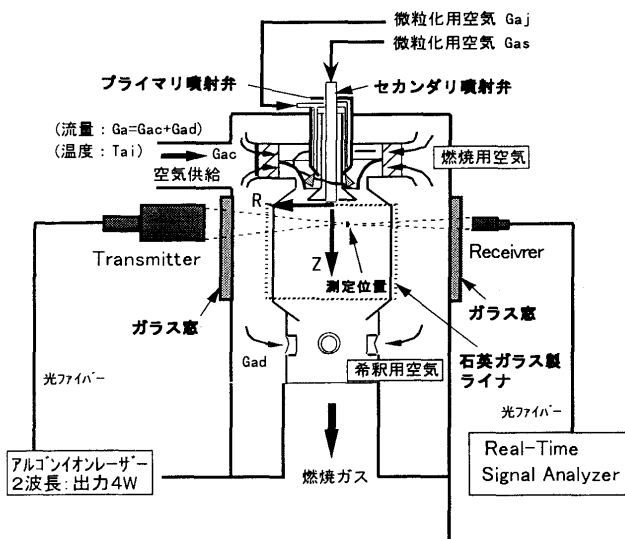 微粒化用空気 Gaj
微粒化用空気 Gas
プライマリ噴射弁
セカンダリ噴射弁
(流量：Ga=Gac+Gad)
(温度：Tai)
Gac
空気供給
燃焼用空気
R
Transmitter
Z
測定位置
Receivrer
ガラス窓
ガラス窓
Gad
希釈用空気
石英ガラス製
ライナ
光ファイバー
光ファイバー
アルゴンイオンレーザー
2波長：出力4W
燃焼ガス
Real-Time
Signal Analyzer